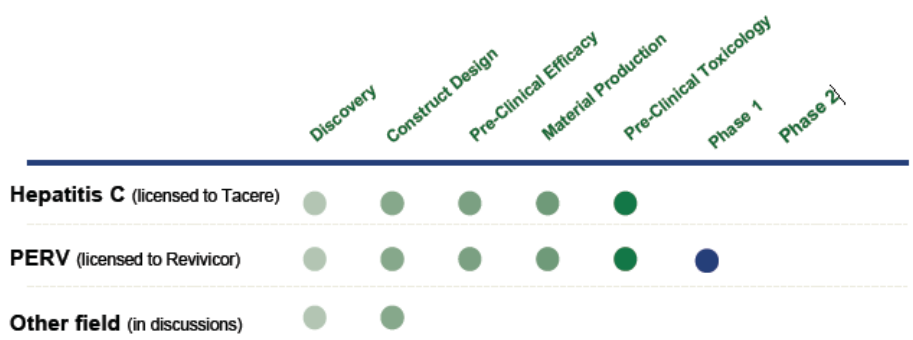 Discovery
Construct Design
Pre-Clinical Efficacy
Material Production
Pre-Clinical Toxicology
Phase 1
Phase 2
Hepatitis C (licensed to Tacere)
PERV (licensed to Revivicor)
Other field (in discussions)